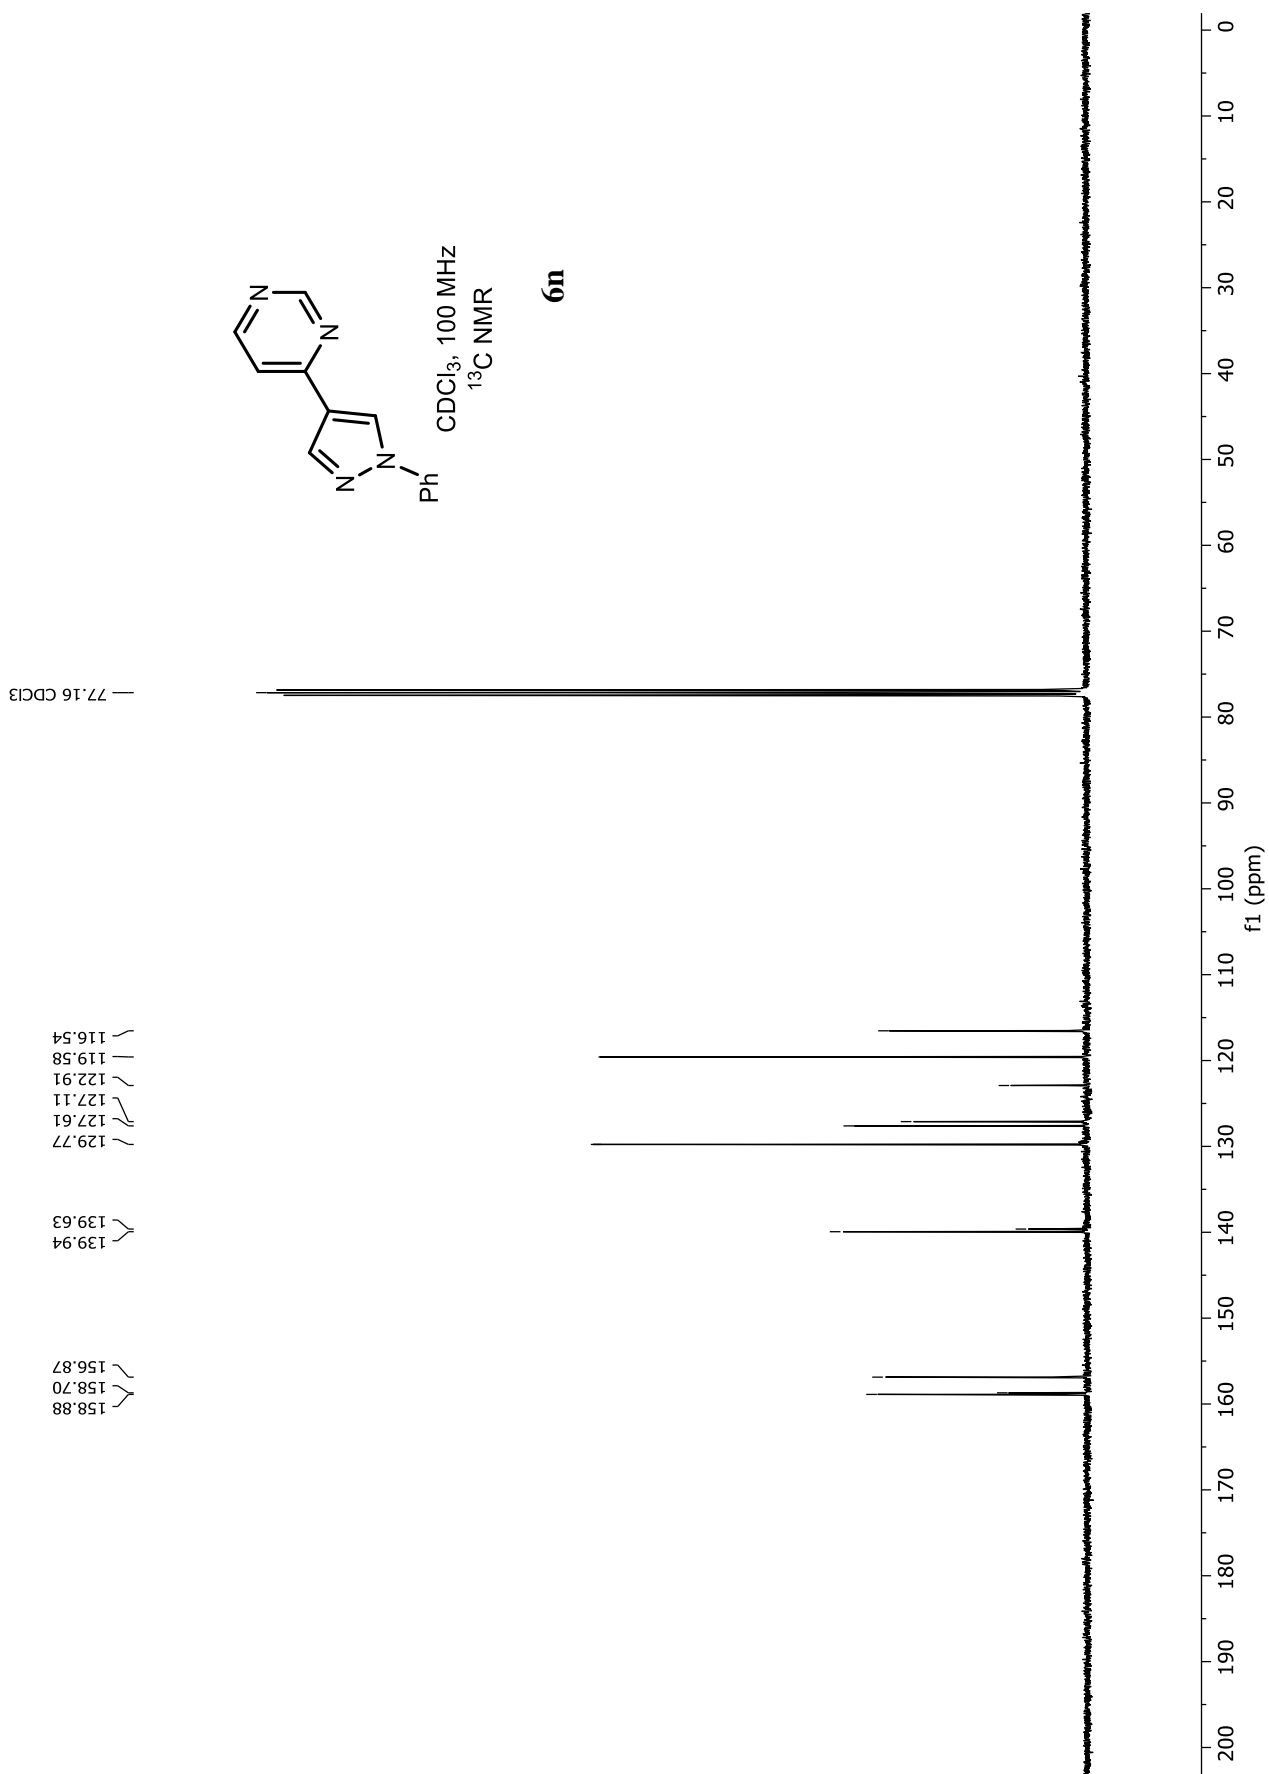 158.88
158.70
156.87
139.94
139.63
129.77
127.61
127.11
122.91
119.58
116.54
77.16 CDCl3
N
N
N
N
Ph
CDCl₃, 100 MHz
¹³C NMR
6n
200 190 180 170 160 150 140 130 120 110 100 90 80 70 60 50 40 30 20 10 0
f1 (ppm)